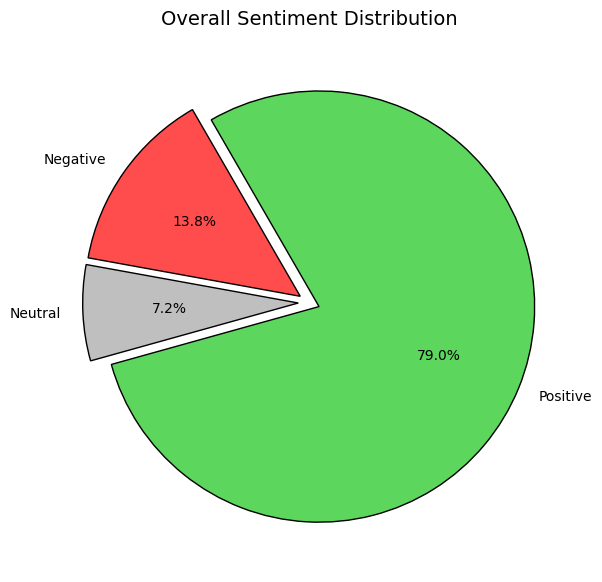 Overall Sentiment Distribution
Negative
13.8%
7.2%
Neutral
79.0%
Positive